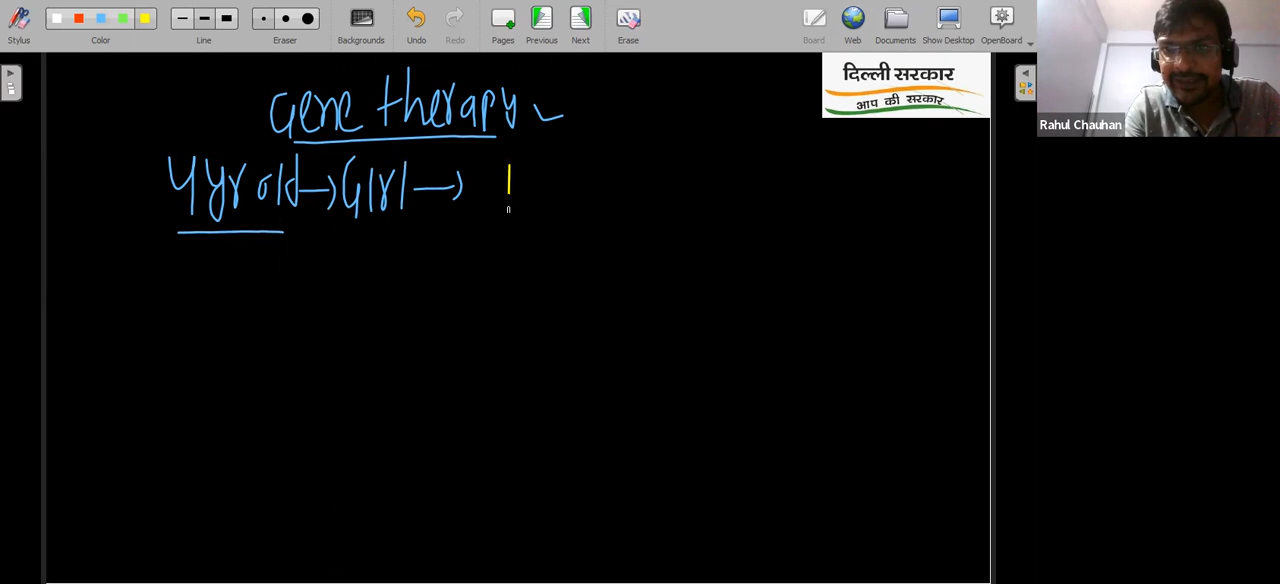 Stylus
Color
Line
Eraser
Backgrounds
Undo
Redo
Pages
Previous
Next
Erase
Board
Web
Documents
Show Desktop
OpenBoard
दिल्ली सरकार
आप की सरकार
Rahul Chauhan
Gene therapy
4yr old → Girl →